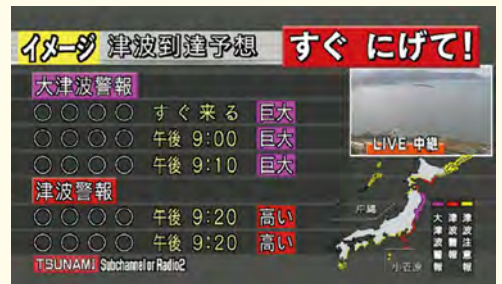 イメージ 津波到達予想 すぐ にげて!
大津波警報
○○○○ すぐ来る 巨大
○○○○ 午後 9:00 巨大
○○○○ 午後 9:10 巨大
津波警報
○○○○ 午後 9:20 高い
○○○○ 午後 9:20 高い
TSUNAMI Subchannel or Radio2
LIVE 中継
沖縄
小笠原
大津波警報
津波警報
津波注意報